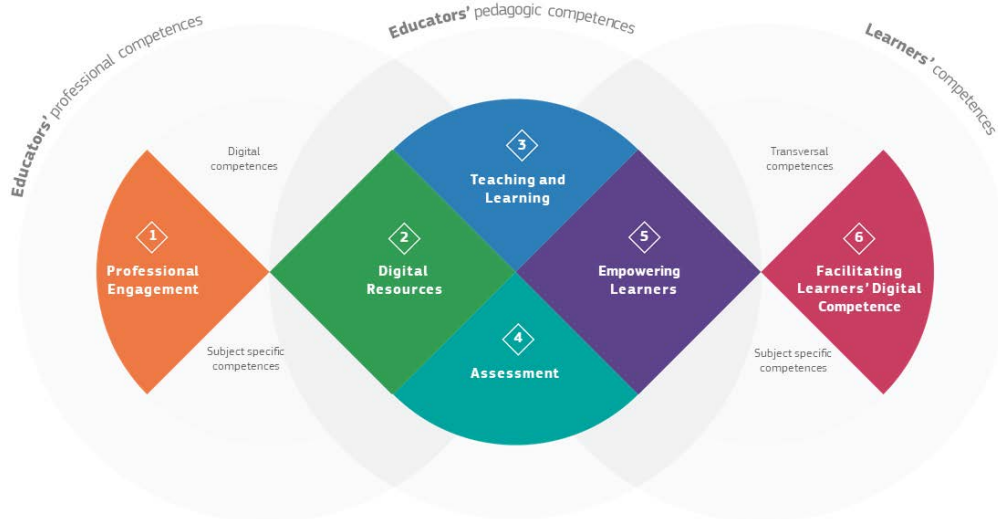 Educators' professional competences
Educators' pedagogic competences
Learners' competences
Digital
competences
Transversal
competences
1
Professional
Engagement
2
Digital
Resources
3
Teaching and
Learning
4
Assessment
5
Empowering
Learners
6
Facilitating
Learners' Digital
Competence
Subject specific
competences
Subject specific
competences